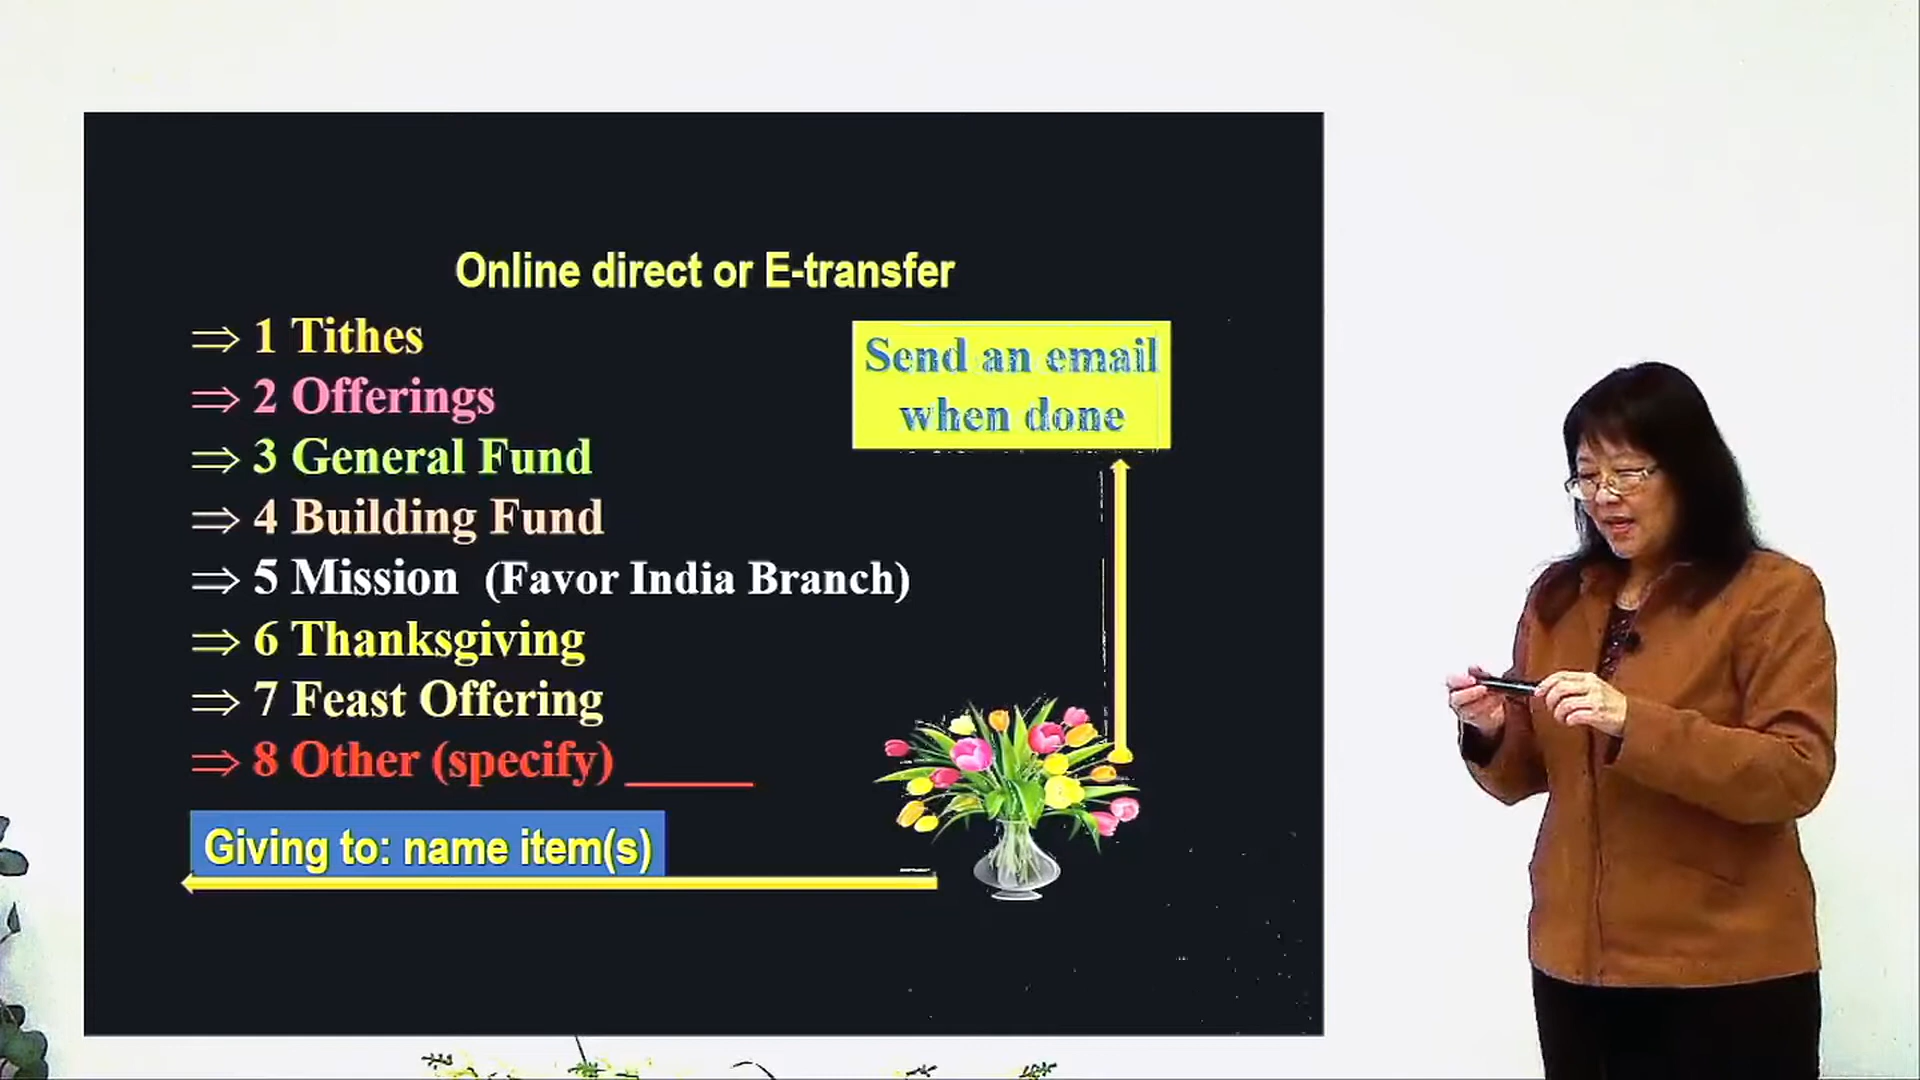 Online direct or E-transfer
⇒ 1 Tithes
⇒ 2 Offerings
⇒ 3 General Fund
⇒ 4 Building Fund
⇒ 5 Mission (Favor India Branch)
⇒ 6 Thanksgiving
⇒ 7 Feast Offering
⇒ 8 Other (specify) ______
Send an email
when done
Giving to: name item(s)